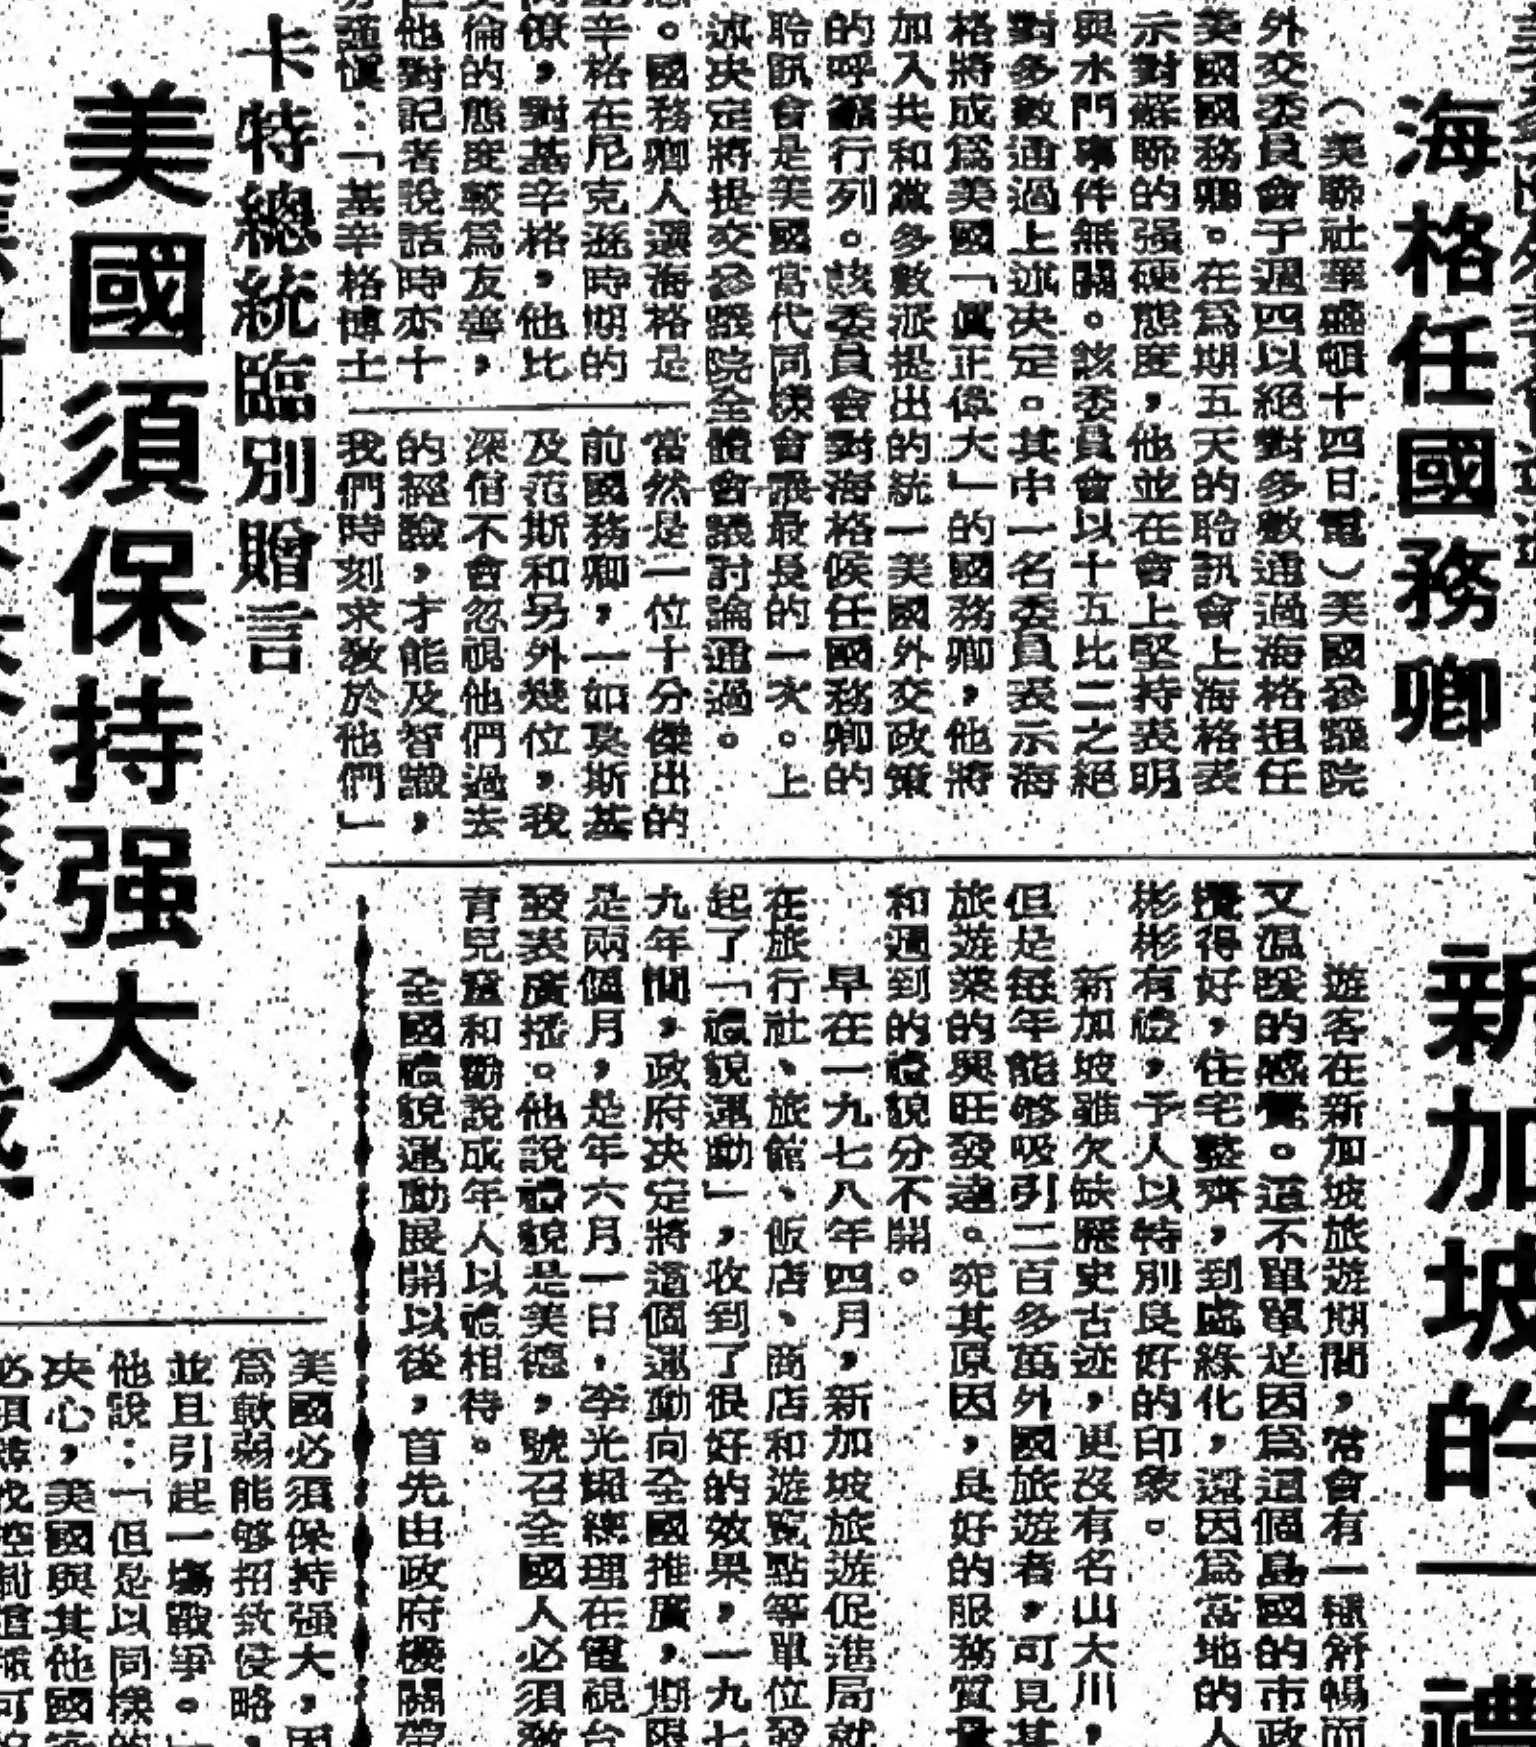 海格任國務卿
（美聯社華盛頓十四日電）美國參議院
外交委員會于週四以絕對多數通過海格担任
美國國務卿。在爲期五天的聆訊會上海格表
示對蘇聯的强硬態度，他並在會上堅持表明
與水門事件無關。該委員會以十五比二之絕
對多數通過上述决定。其中一名委員表示海
格將成爲美國「眞正偉大」的國務卿，他將
加入共和黨多數派提出的統一美國外交政策
的呼籲行列。該委員會對海格候任國務卿的
聆訊會是美國當代同樣會議最長的一次。上
述决定將提交參議院全體會議討論通過。
。國務卿人選海格是
辛格在尼克遜時期的
僚，對基辛格，他比
倫的態度較爲友善，
他對記者說話時亦十
謹慎：「基辛格博士
當然是一位十分傑出的
前國務卿，一如莫斯基
及范斯和另外幾位，我
深信不會忽視他們過去
的經驗，才能及智識，
我們時刻求敎於他們」
卡特總統臨別贈言
美國須保持强大
新加坡的
一
禮
遊客在新加坡旅遊期間，常會有一種舒暢而
又溫暖的感覺。這不單單是因爲這個島國的市政
攪得好，住宅整齊，到處綠化，還因爲當地的人
彬彬有禮，予人以特別良好的印象。
新加坡雖欠缺歷史古迹，更沒有名山大川，
但是每年能够吸引二百多萬外國旅遊者，可見其
旅遊業的興旺發達。究其原因，良好的服務質量
和週到的禮貌分不開。
早在一九七八年四月，新加坡旅遊促進局就
在旅行社、旅館、飯店、商店和遊覽點等單位發
起了「禮貌運動」，收到了很好的效果，一九七
九年間，政府决定將這個運動向全國推廣，期限
是兩個月，是年六月一日，李光耀總理在電視台
發表廣播。他說禮貌是美德，號召全國人必須敎
育兒童和勸說成年人以禮相待。
全國禮貌運動展開以後，首先由政府機關帶
美國必須保持强大，因
爲軟弱能够招致侵略，
並且引起一塲戰爭。
他說：「但是以同樣的
决心，美國與其他國家